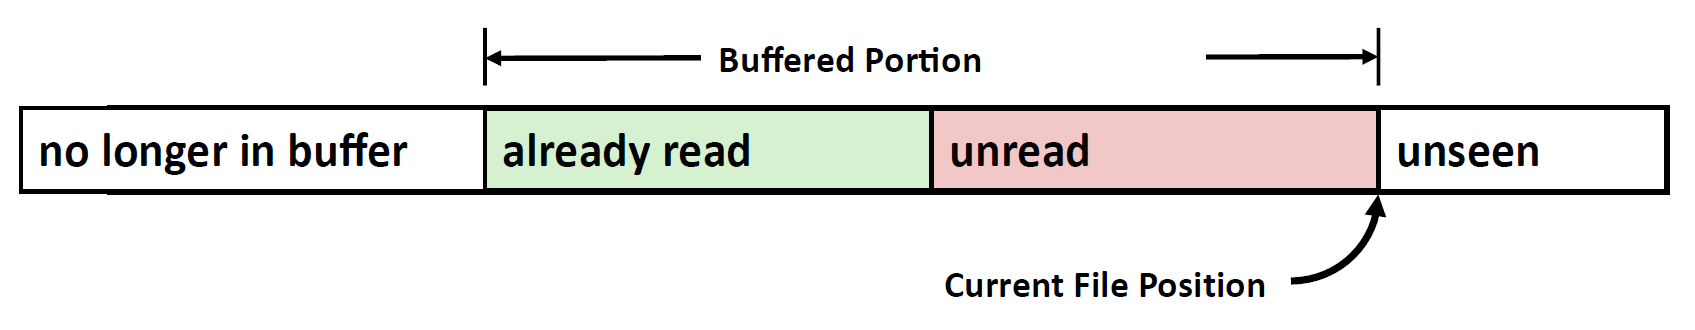 Buffered Portion
no longer in buffer already read unread unseen
Current File Position